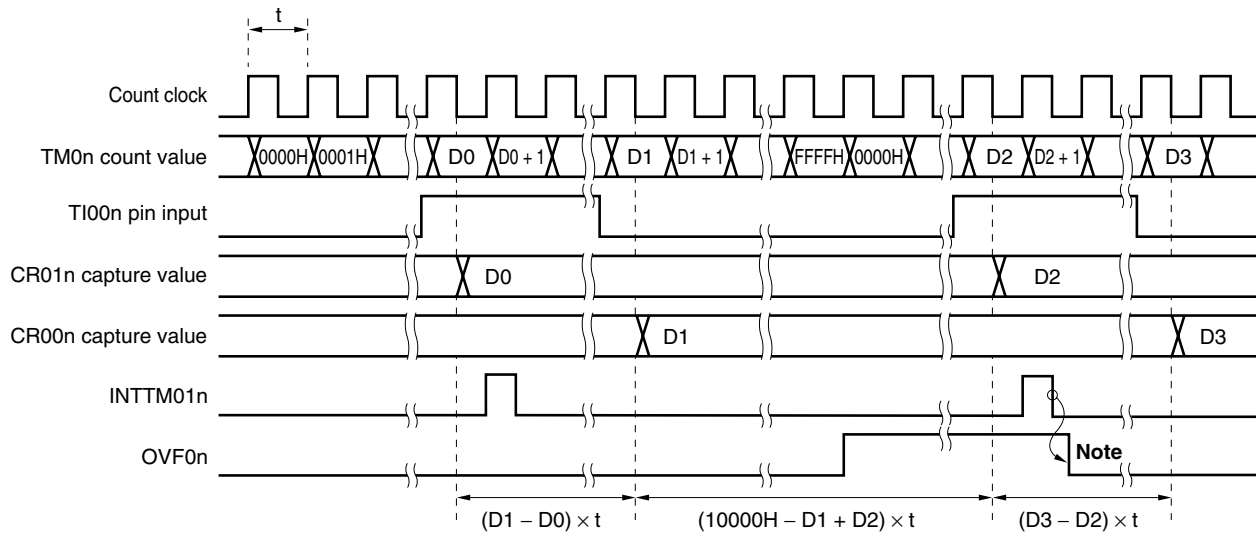 t
Count clock
TM0n count value 0000H 0001H D0 D0 + 1 D1 D1 + 1 FFFFH 0000H D2 D2 + 1 D3
TI00n pin input
CR01n capture value D0 D2
CR00n capture value D1 D3
INTTM01n
OVF0n Note
(D1 − D0) × t (10000H − D1 + D2) × t (D3 − D2) × t